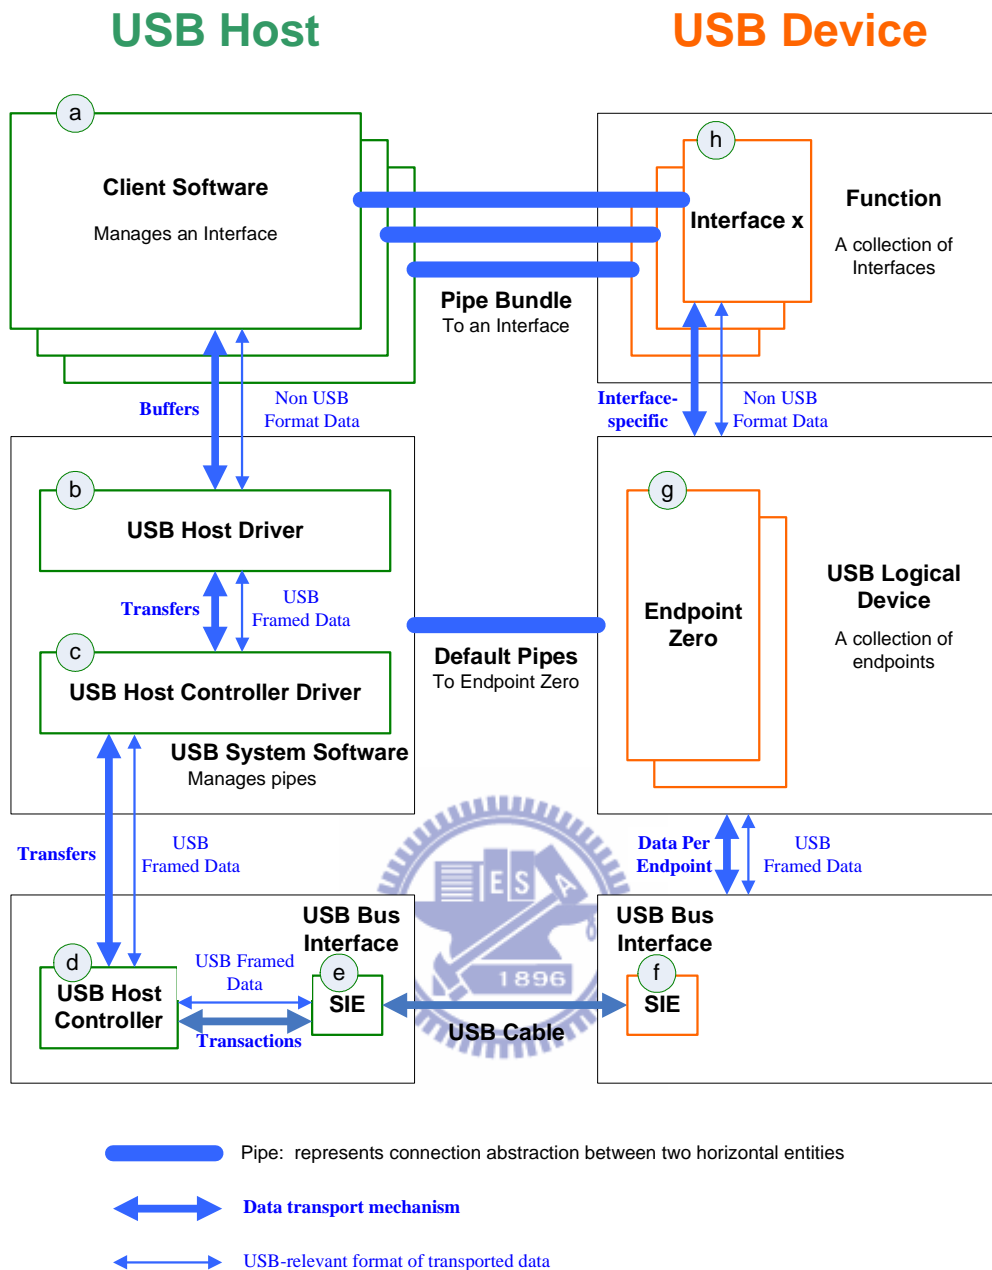 USB Host
USB Device
a
Client Software
Manages an Interface
h
Interface x
Function
A collection of
Interfaces
Pipe Bundle
To an Interface
Buffers
Non USB
Format Data
Interface-
specific
Non USB
Format Data
b
USB Host Driver
Transfers
USB
Framed Data
c
USB Host Controller Driver
USB System Software
Manages pipes
Default Pipes
To Endpoint Zero
g
Endpoint
Zero
USB Logical
Device
A collection of
endpoints
Transfers
USB
Framed Data
Data Per
Endpoint
USB
Framed Data
USB Bus
Interface
d
USB Host
Controller
USB Framed
Data
Transactions
e
SIE
USB Cable
USB Bus
Interface
f
SIE
E S A
1896
Pipe: represents connection abstraction between two horizontal entities
Data transport mechanism
USB-relevant format of transported data